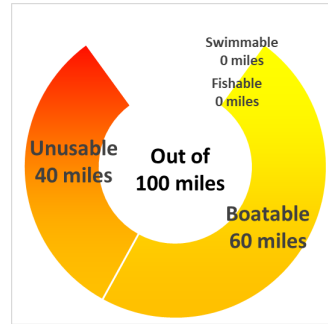 Swimmable
0 miles
Fishable
0 miles
Unusable
40 miles
Out of
100 miles
Boatable
60 miles